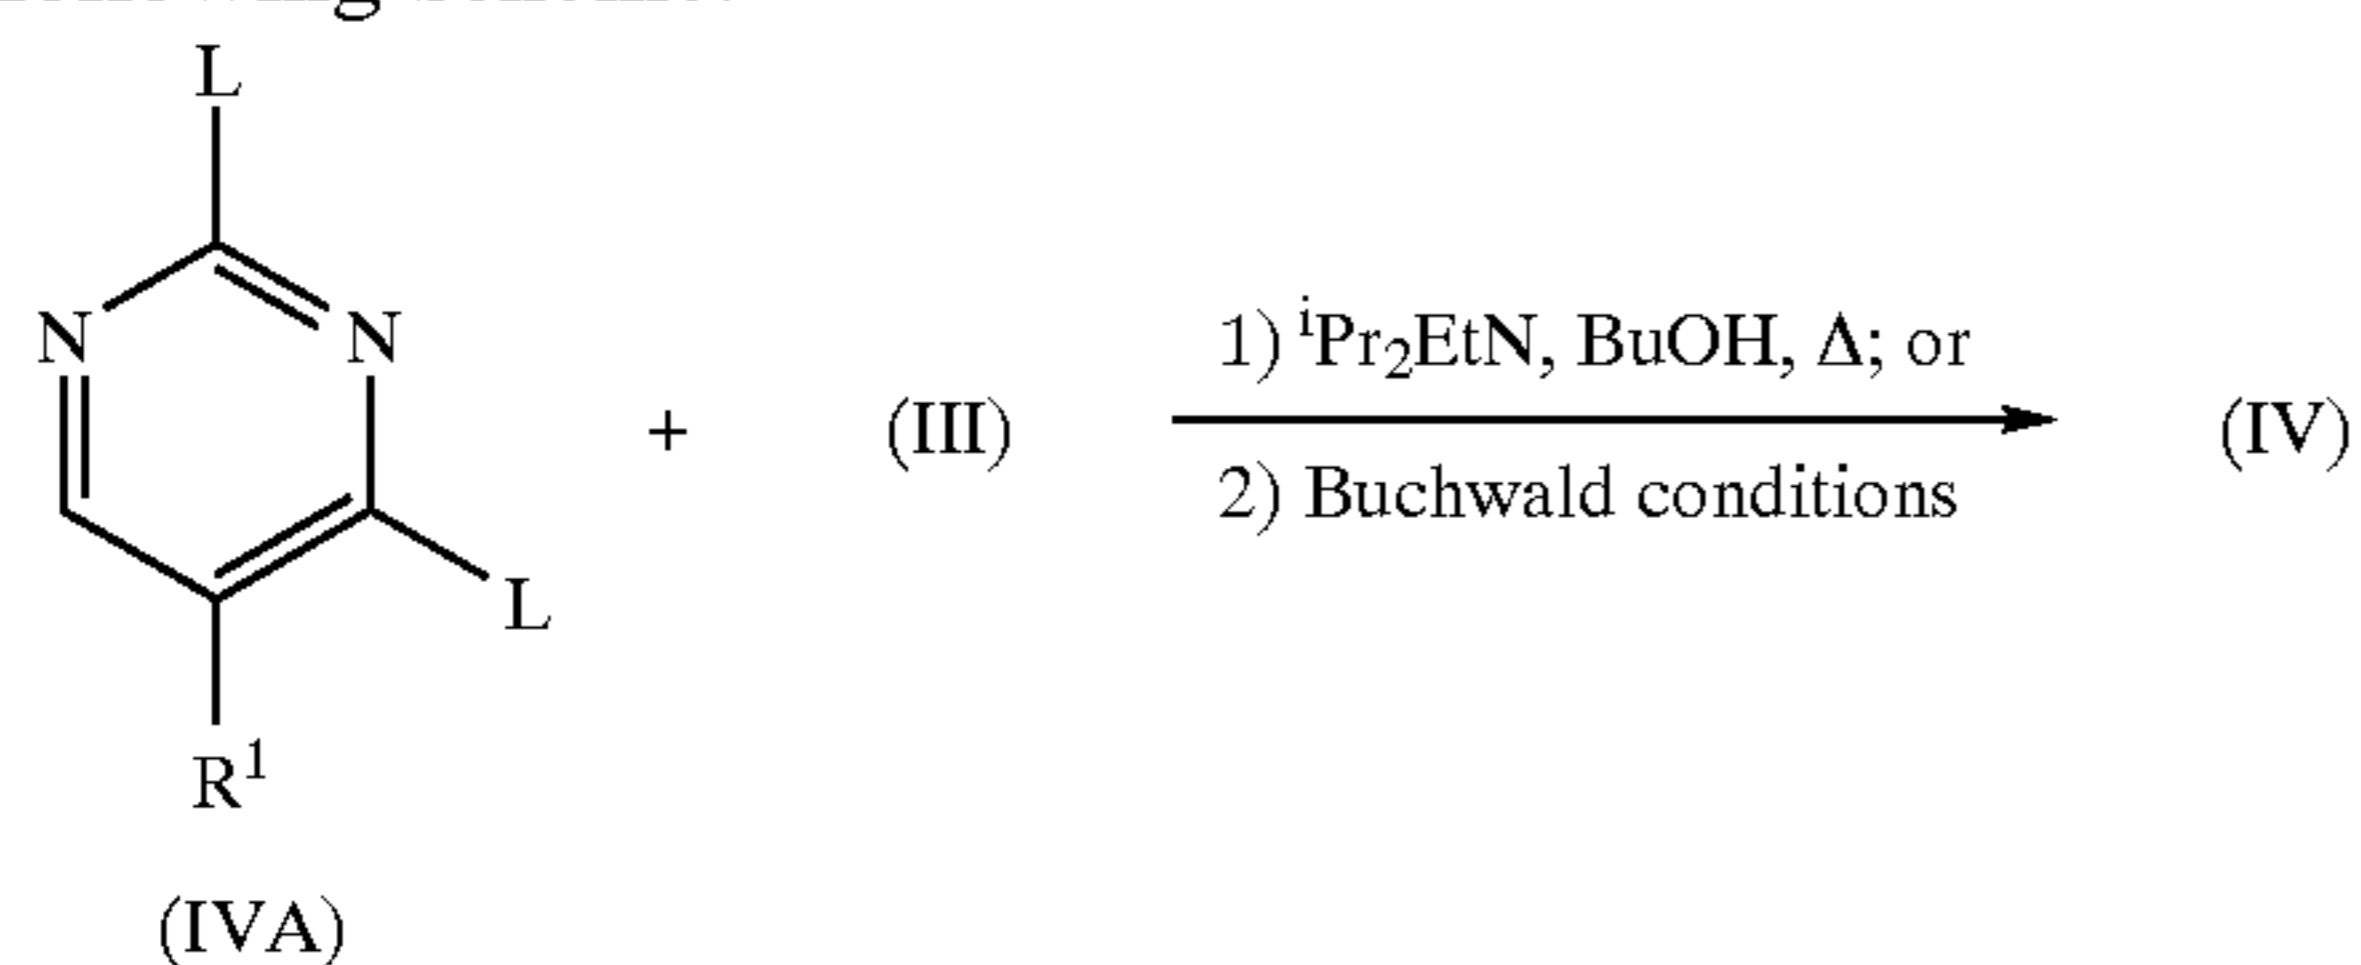 L
N N
1) iPr2EtN, BuOH, Δ; or
+ (III) (IV)
2) Buchwald conditions
L
R1
(IVA)